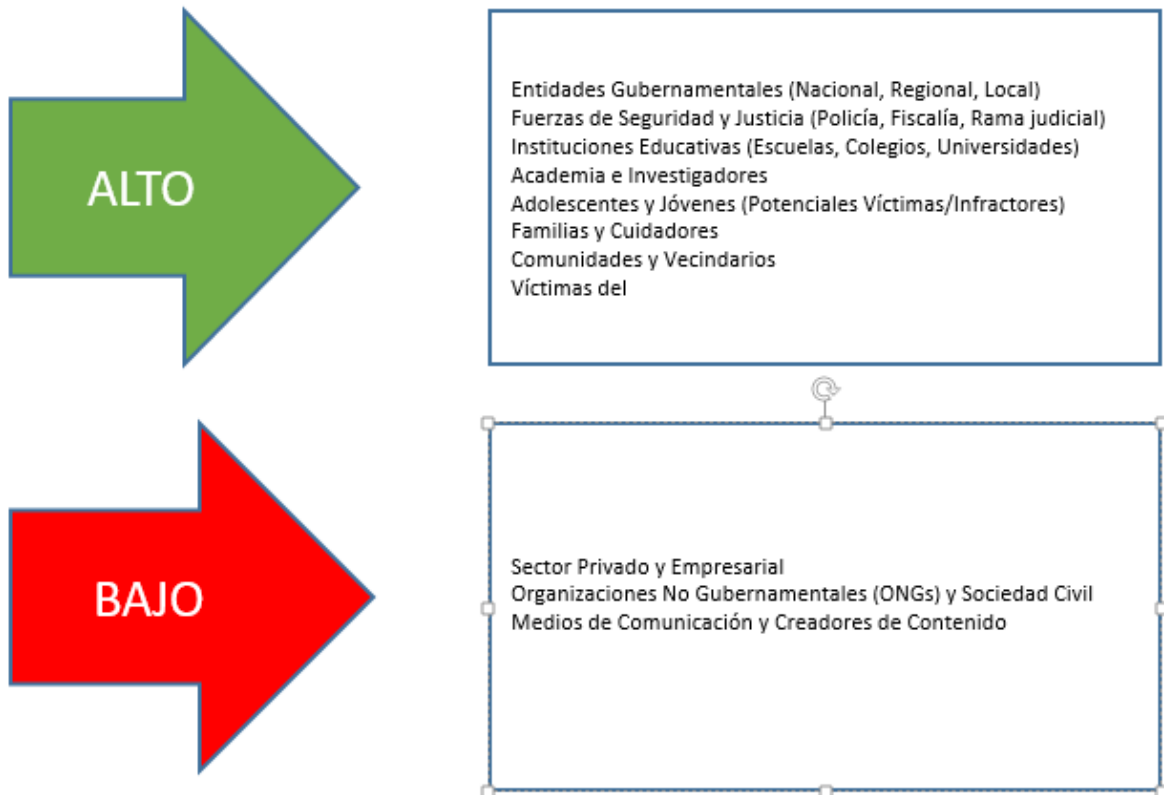 ALTO
Entidades Gubernamentales (Nacional, Regional, Local)
Fuerzas de Seguridad y Justicia (Policía, Fiscalía, Rama judicial)
Instituciones Educativas (Escuelas, Colegios, Universidades)
Academia e Investigadores
Adolescentes y Jóvenes (Potenciales Víctimas/Infractores)
Familias y Cuidadores
Comunidades y Vecindarios
Víctimas del
BAJO
Sector Privado y Empresarial
Organizaciones No Gubernamentales (ONGs) y Sociedad Civil
Medios de Comunicación y Creadores de Contenido